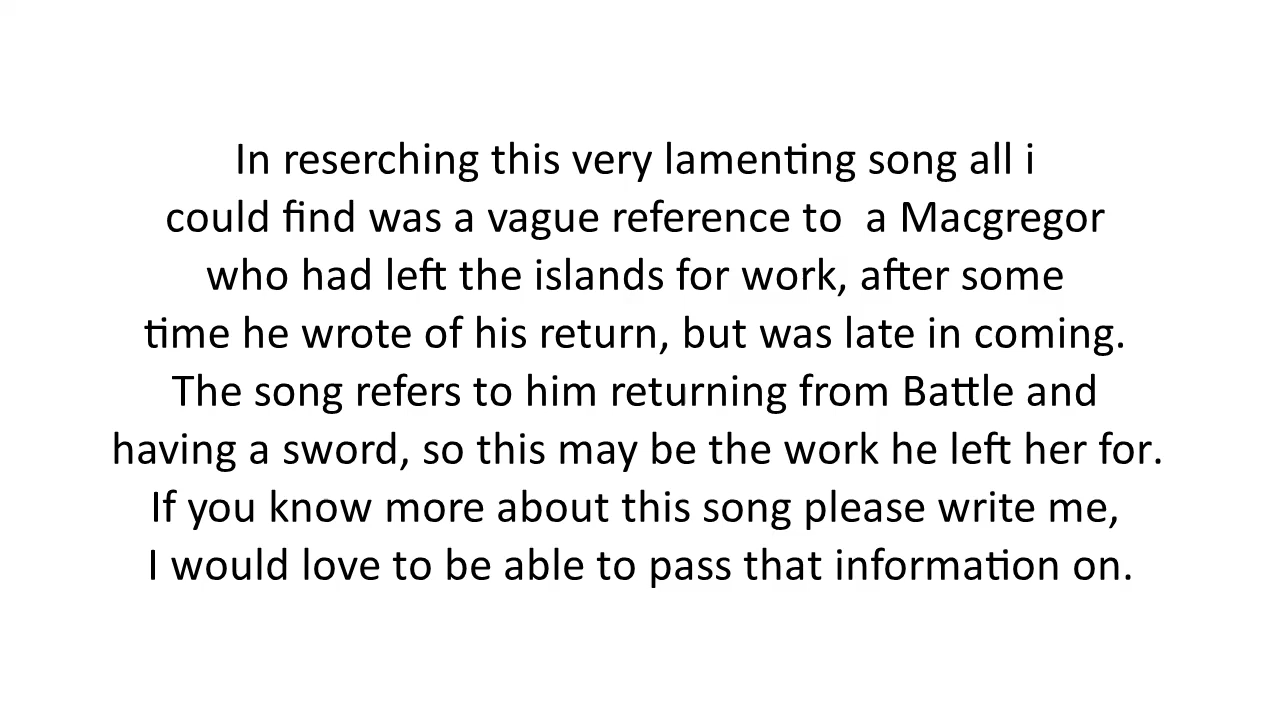 In reserching this very lamenting song all i
could find was a vague reference to  a Macgregor
who had left the islands for work, after some
time he wrote of his return, but was late in coming.
The song refers to him returning from Battle and
having a sword, so this may be the work he left her for.
If you know more about this song please write me,
I would love to be able to pass that information on.